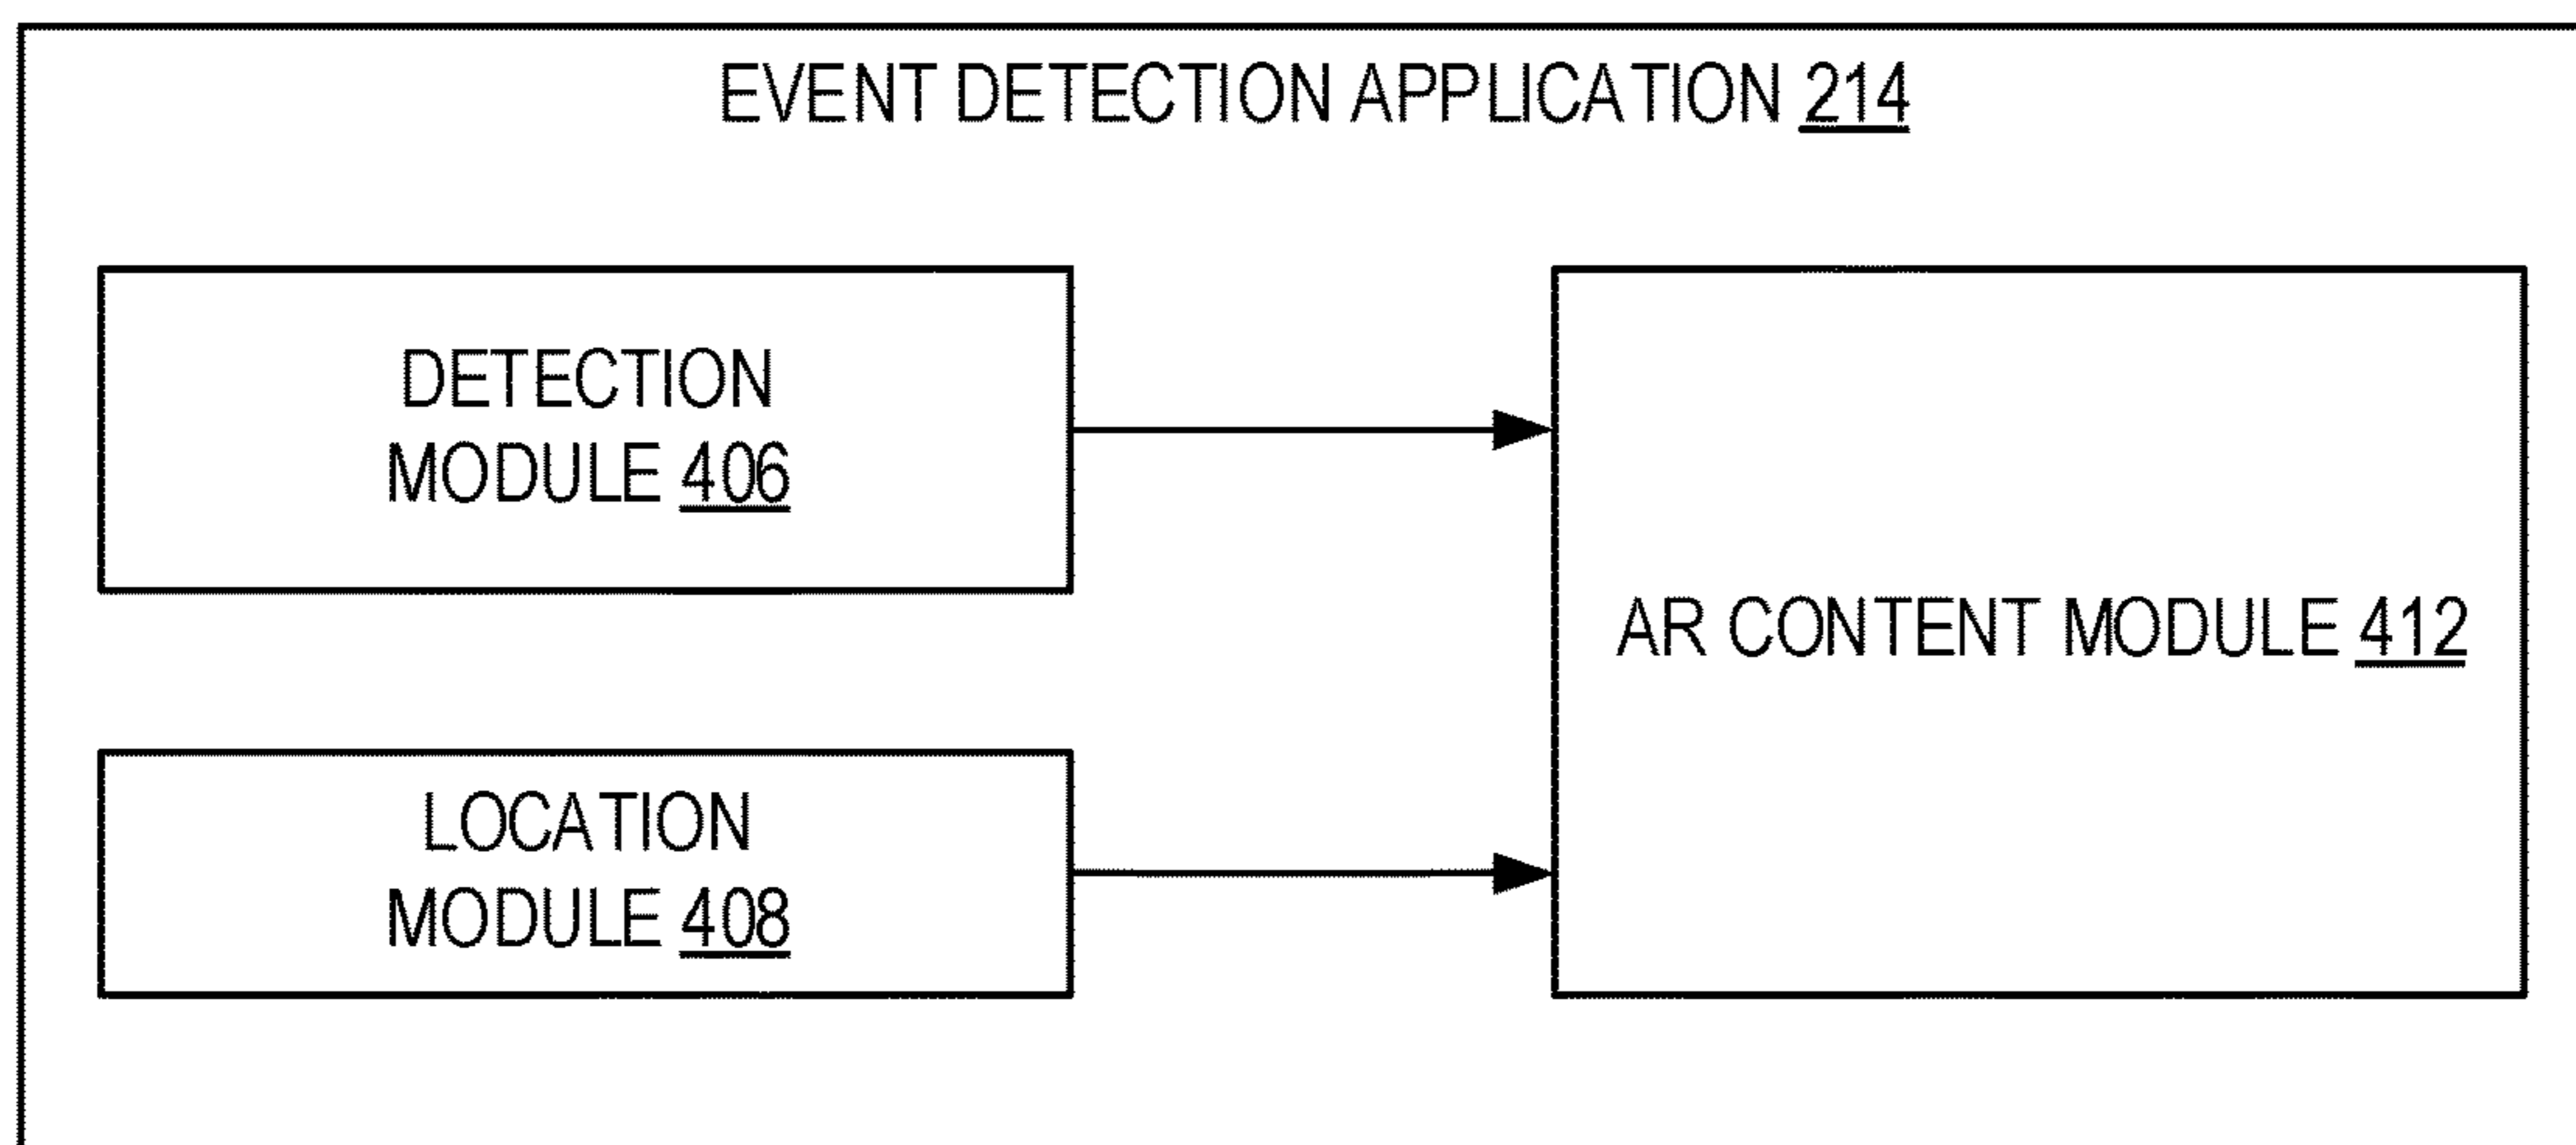 EVENT DETECTION APPLICATION 214
DETECTION
MODULE 406
AR CONTENT MODULE 412
LOCATION
MODULE 408